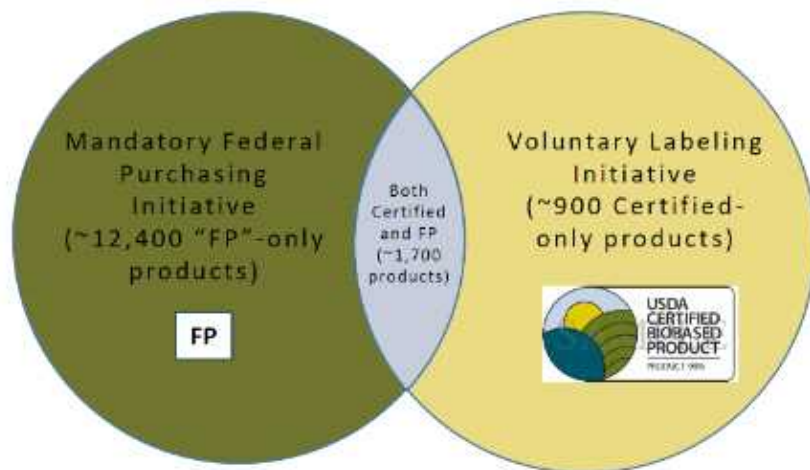 Mandatory Federal
Purchasing
Initiative
(~12,400 "FP"-only
products)
FP
Both
Certified
and FP
(~1,700
products)
Voluntary Labeling
Initiative
(~900 Certified-
only products)
USDA
CERTIFIED
BIOBASED
PRODUCT
PRODUCT